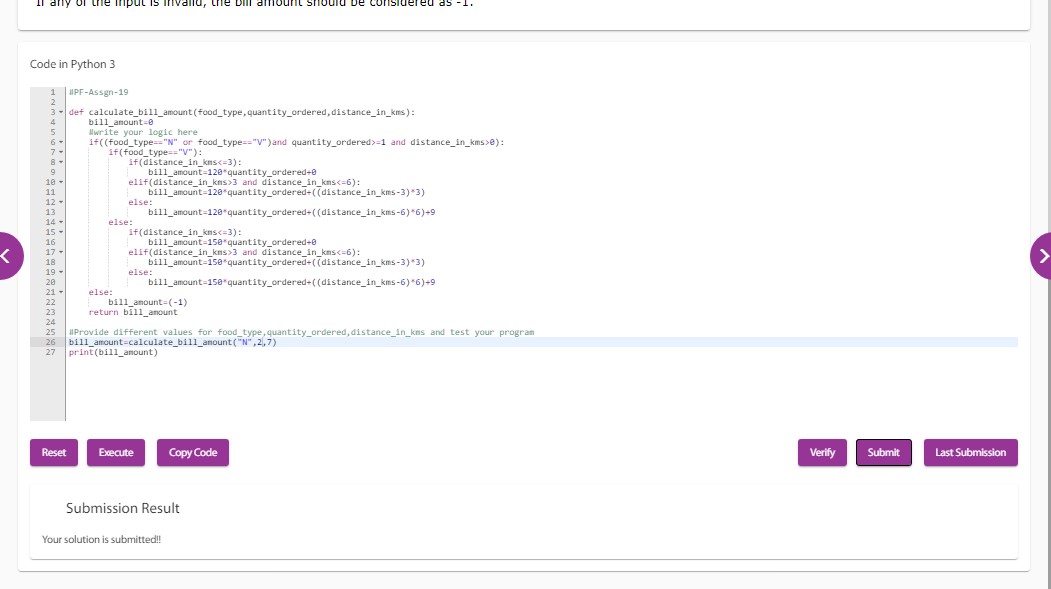 If any of the input is invalid, the bill amount should be considered as -1.
Code in Python 3
1 #PF-Assgn-19
2
3 def calculate_bill_amount(food_type,quantity_ordered,distance_in_kms):
4 bill_amount=0
5 #write your logic here
6 if((food_type=="N" or food_type=="V")and quantity_ordered>=1 and distance_in_kms>0):
7 if(food_type=="V"):
8 if(distance_in_kms<=3):
9 bill_amount=120*quantity_ordered+0
10 elif(distance_in_kms>3 and distance_in_kms<=6):
11 bill_amount=120*quantity_ordered+((distance_in_kms-3)*3)
12 else:
13 bill_amount=120*quantity_ordered+((distance_in_kms-6)*6)+9
14 else:
15 if(distance_in_kms<=3):
16 bill_amount=150*quantity_ordered+0
17 elif(distance_in_kms>3 and distance_in_kms<=6):
18 bill_amount=150*quantity_ordered+((distance_in_kms-3)*3)
19 else:
20 bill_amount=150*quantity_ordered+((distance_in_kms-6)*6)+9
21 else:
22 bill_amount=(-1)
23 return bill_amount
24
25 #Provide different values for food_type,quantity_ordered,distance_in_kms and test your program
26 bill_amount=calculate_bill_amount("N",2,7)
27 print(bill_amount)
Reset Execute Copy Code Verify Submit Last Submission
Submission Result
Your solution is submitted!!